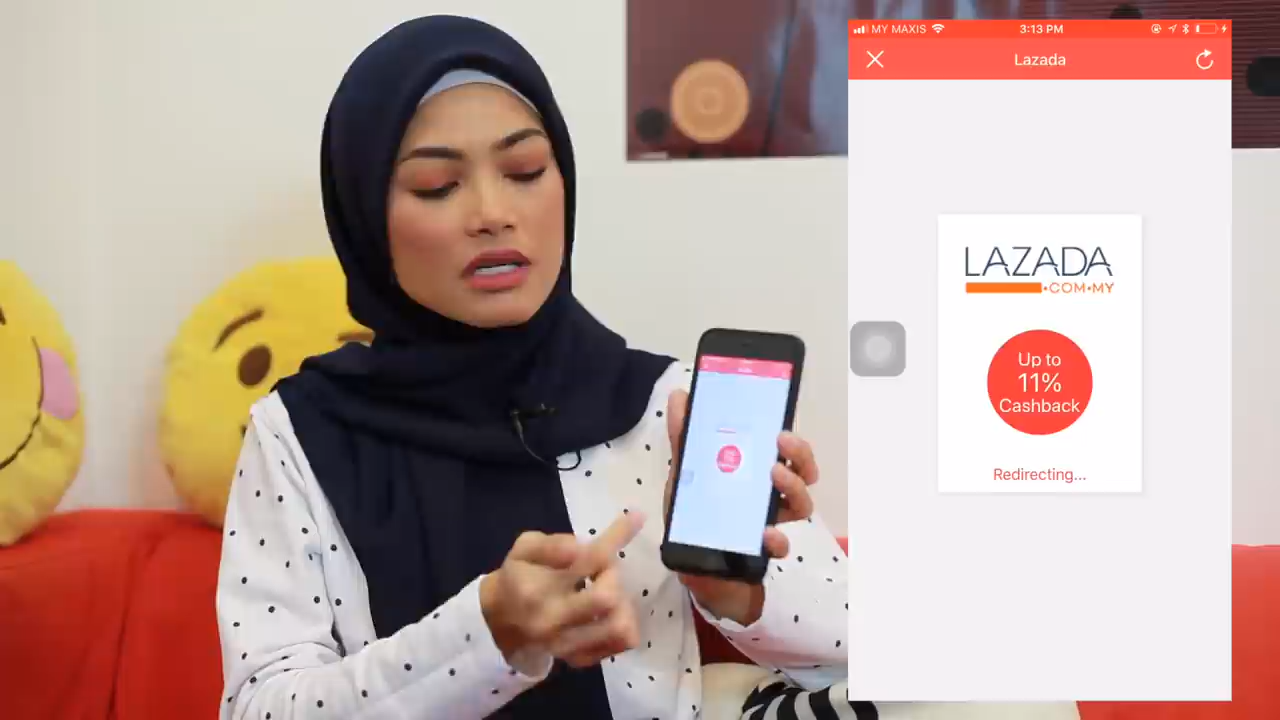 MY MAXIS
3:13 PM
Lazada
LAZADA
.COM.MY
Up to
11%
Cashback
Redirecting...